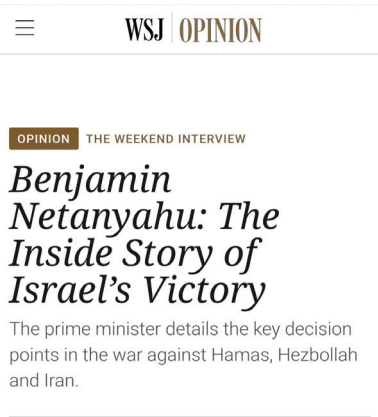 WSJ | OPINION
OPINION THE WEEKEND INTERVIEW
Benjamin
Netanyahu: The
Inside Story of
Israel's Victory
The prime minister details the key decision
points in the war against Hamas, Hezbollah
and Iran.